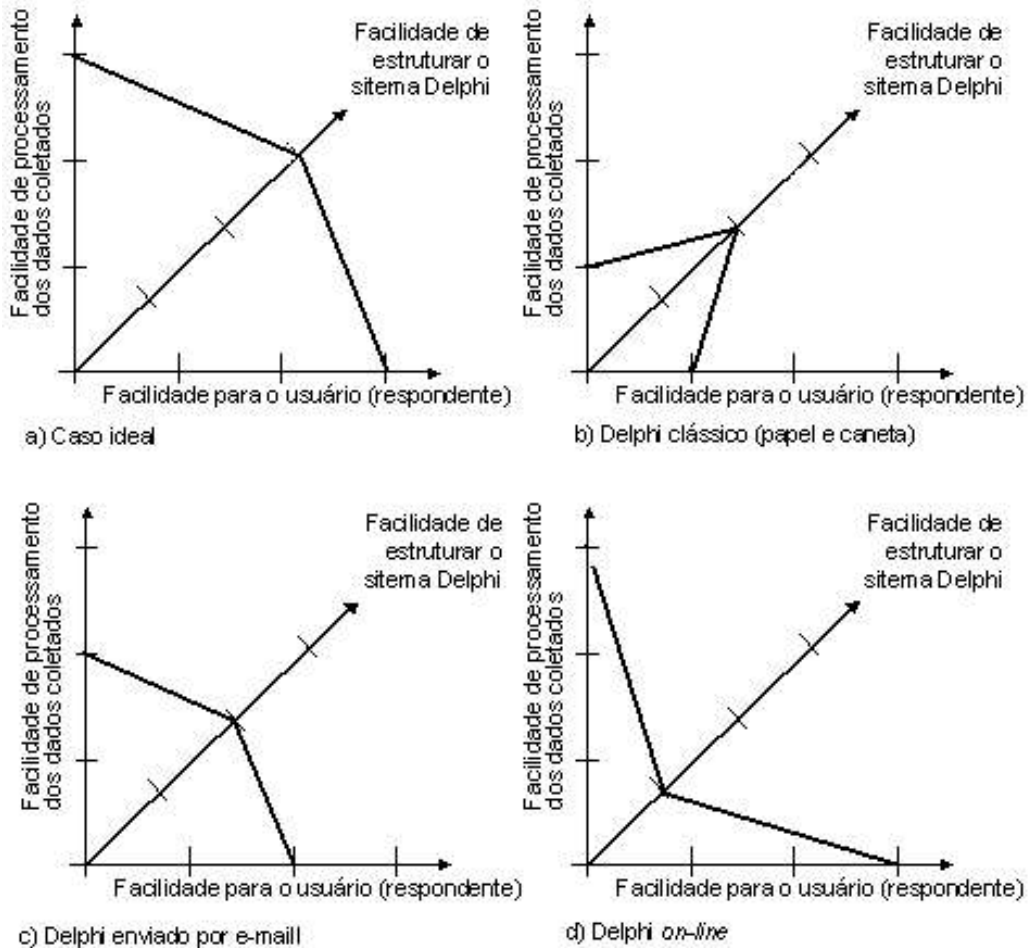 Facilidade de processamento
dos dados coletados
Facilidade de
estruturar o
sitema Delphi
Facilidade para o usuário (respondente)
a) Caso ideal
Facilidade de processamento
dos dados coletados
Facilidade de
estruturar o
sitema Delphi
Facilidade para o usuário (respondente)
b) Delphi clássico (papel e caneta)
Facilidade de processamento
dos dados coletados
Facilidade de
estruturar o
sitema Delphi
Facilidade para o usuário (respondente)
c) Delphi enviado por e-maill
Facilidade de processamento
dos dados coletados
Facilidade de
estruturar o
sitema Delphi
Facilidade para o usuário (respondente)
d) Delphi on-line